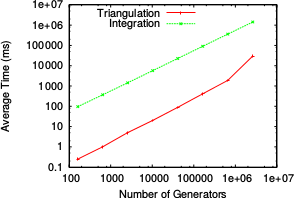 1e+07
1e+06
100000
10000
1000
100
10
1
0.1
Average Time (ms)
Triangulation
Integration
100 1000 10000 100000 1e+06 1e+07
Number of Generators